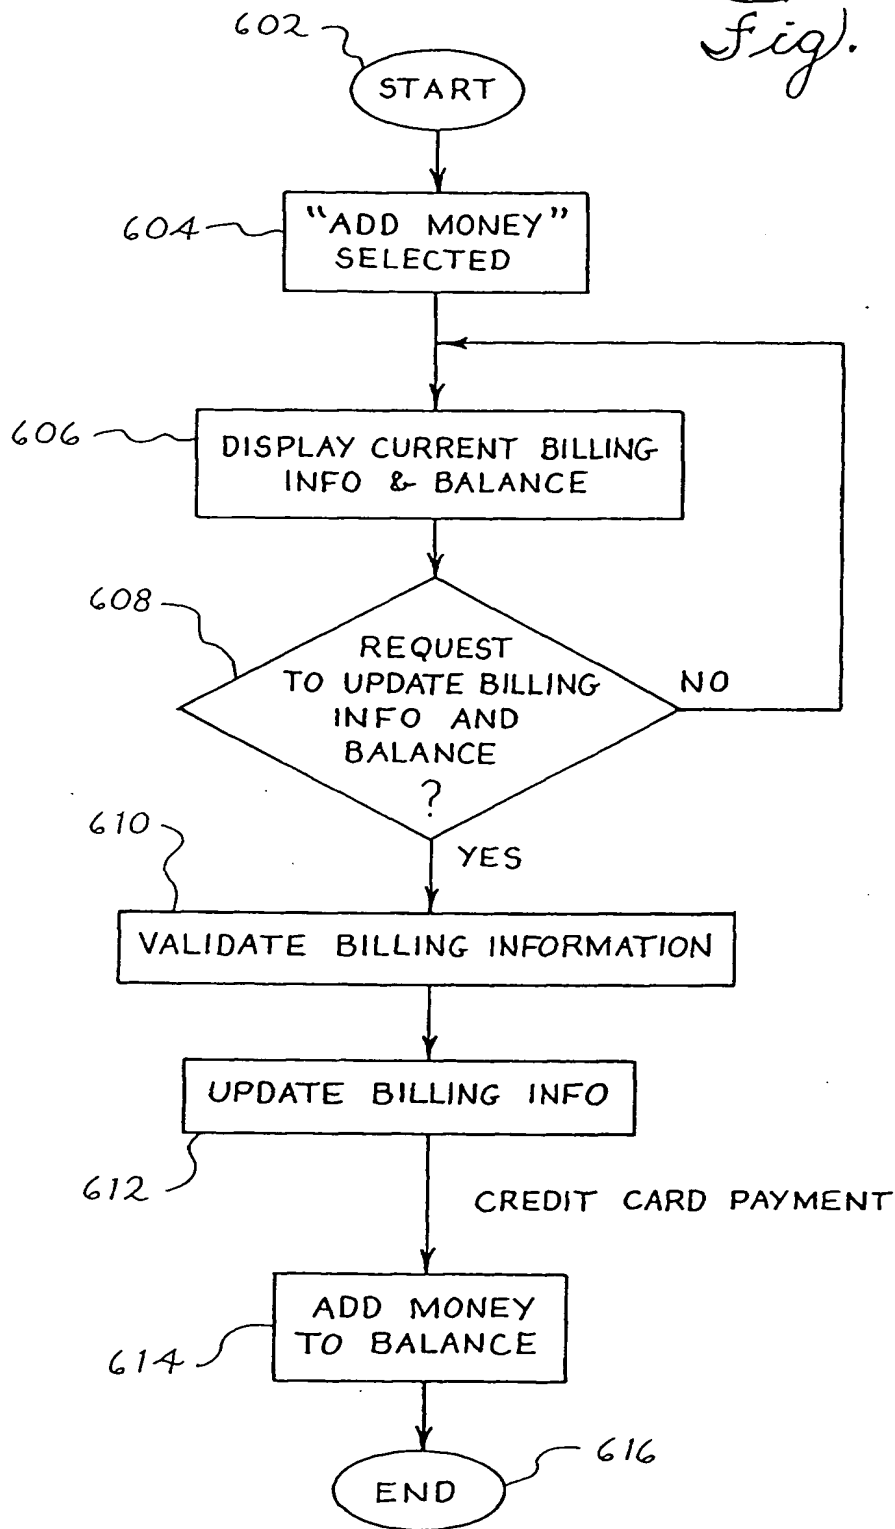 Fig.
602
START
604
"ADD MONEY"
SELECTED
606
DISPLAY CURRENT BILLING
INFO & BALANCE
608
REQUEST
TO UPDATE BILLING
INFO AND
BALANCE
?
NO
YES
610
VALIDATE BILLING INFORMATION
UPDATE BILLING INFO
612
CREDIT CARD PAYMENT
ADD MONEY
TO BALANCE
614
616
END